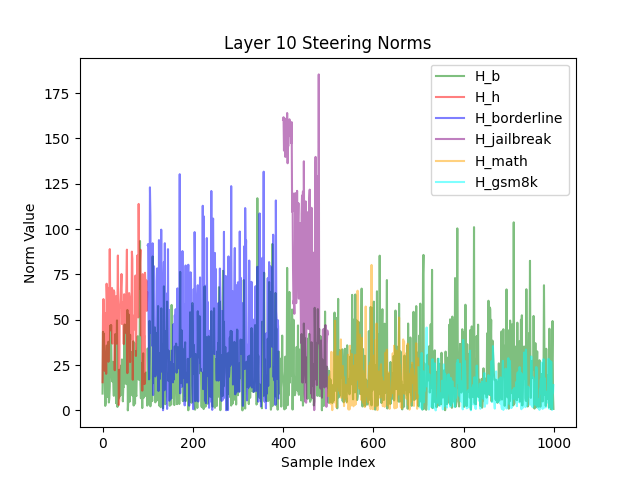 Layer 10 Steering Norms
H_b
H_h
H_borderline
H_jailbreak
H_math
H_gsm8k
Norm Value
175
150
125
100
75
50
25
0
0 200 400 600 800 1000
Sample Index